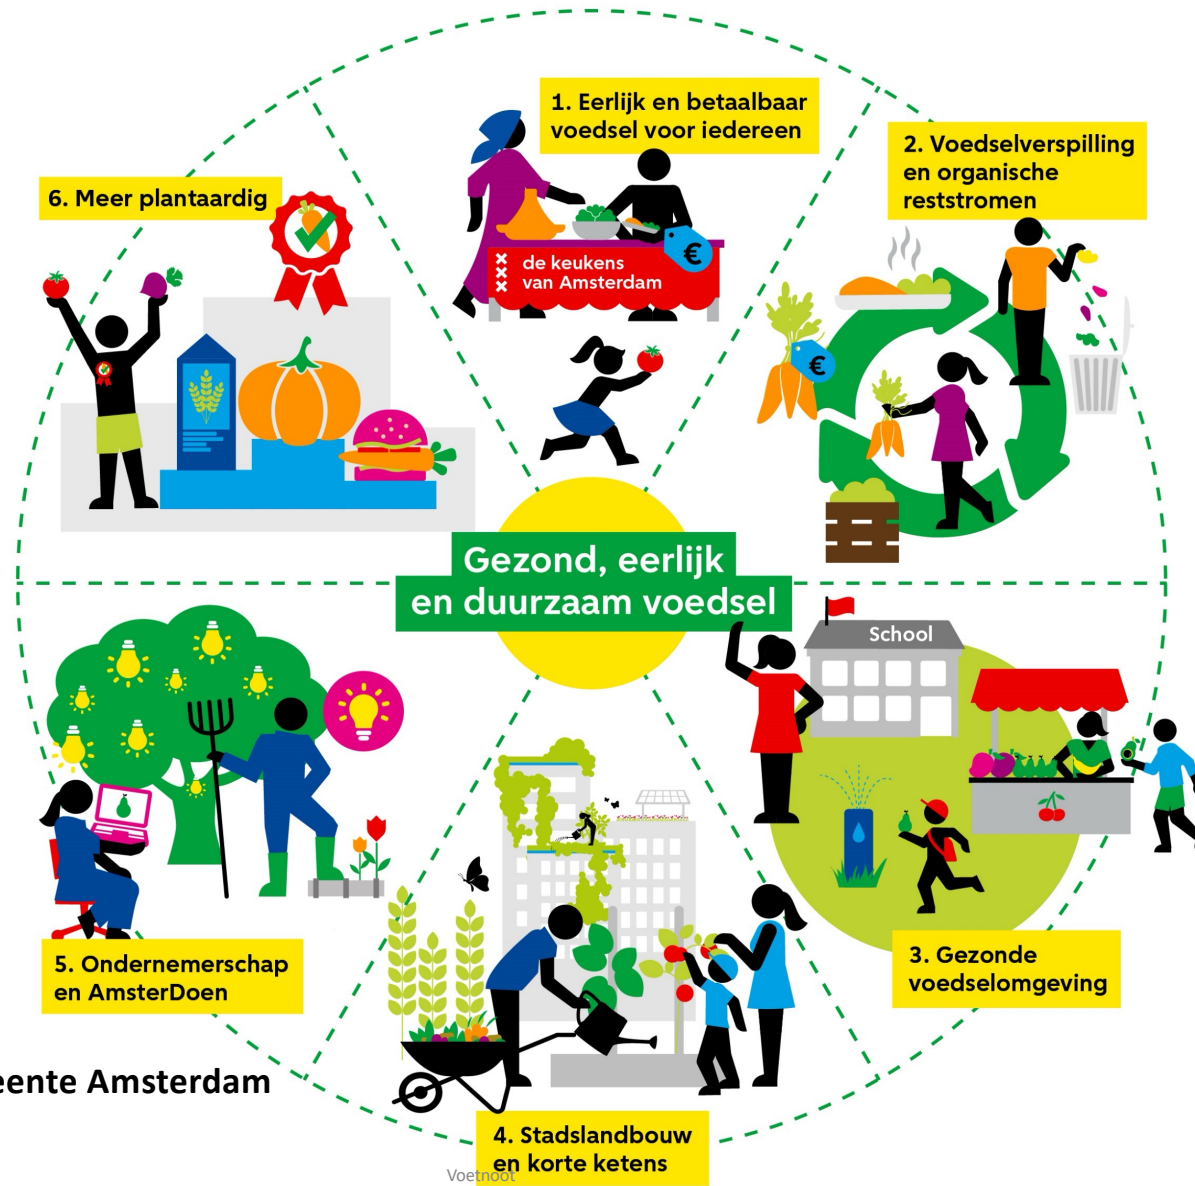 1. Eerlijk en betaalbaar
voedsel voor iedereen
2. Voedselverspilling
en organische
reststromen
6. Meer plantaardig
€
de keukens
van Amsterdam
€
Gezond, eerlijk
en duurzaam voedsel
School
5. Ondernemerschap
en AmsterDoen
3. Gezonde
voedselomgeving
eente Amsterdam
4. Stadslandbouw
en korte ketens
Voetnoot